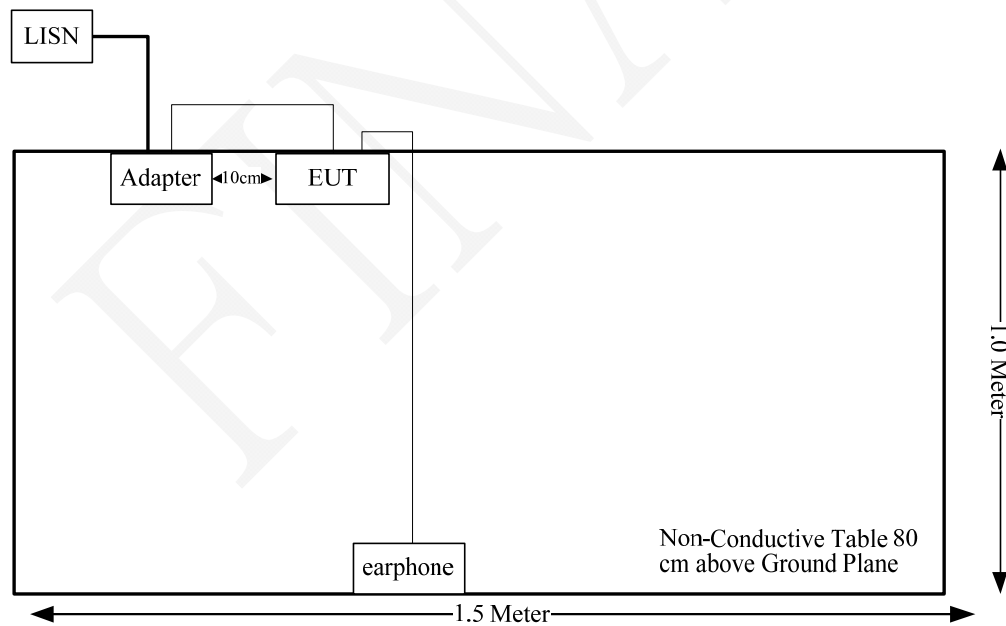 LISN
Adapter
10cm
EUT
1.0 Meter
earphone
Non-Conductive Table 80
cm above Ground Plane
1.5 Meter